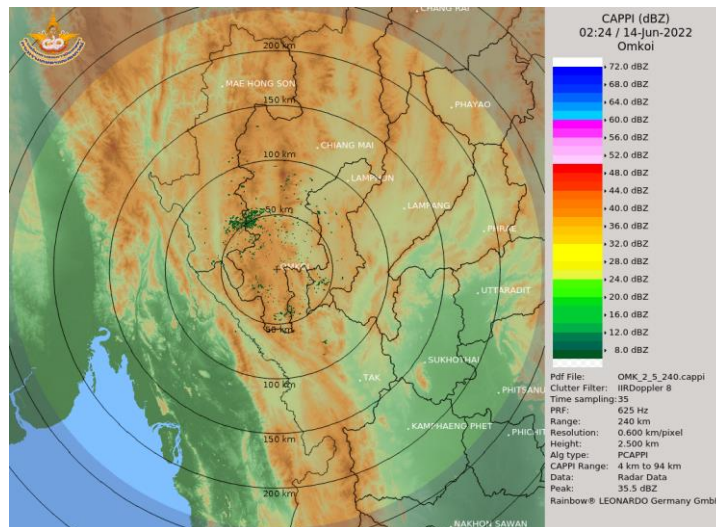 CHANG RAI
200 km
MAE HONG SON
150 km
PHAYAO
CHIANG MAI
100 km
LAMPHUN
50 km
LAMPANG
PHRAE
OMKOI
UTTARADIT
50 km
SUKHOTHAI
100 km
TAK
PHITSANU
KAMPHAENG PHET
PHICHIT
150 km
200 km
NAKHON SAWAN
CAPPI (dBZ)
02:24 / 14-Jun-2022
Omkoi
72.0 dBZ
68.0 dBZ
64.0 dBZ
60.0 dBZ
56.0 dBZ
52.0 dBZ
48.0 dBZ
44.0 dBZ
40.0 dBZ
36.0 dBZ
32.0 dBZ
28.0 dBZ
24.0 dBZ
20.0 dBZ
16.0 dBZ
12.0 dBZ
8.0 dBZ
Pdf File: OMK_2_5_240.cappi
Clutter Filter: IIRDoppler 8
Time sampling:35
PRF: 625 Hz
Range: 240 km
Resolution: 0.600 km/pixel
Height: 2.500 km
Alg type: PCAPPI
CAPPI Range: 4 km to 94 km
Data: Radar Data
Peak: 35.5 dBZ
Rainbow® LEONARDO Germany GmbH